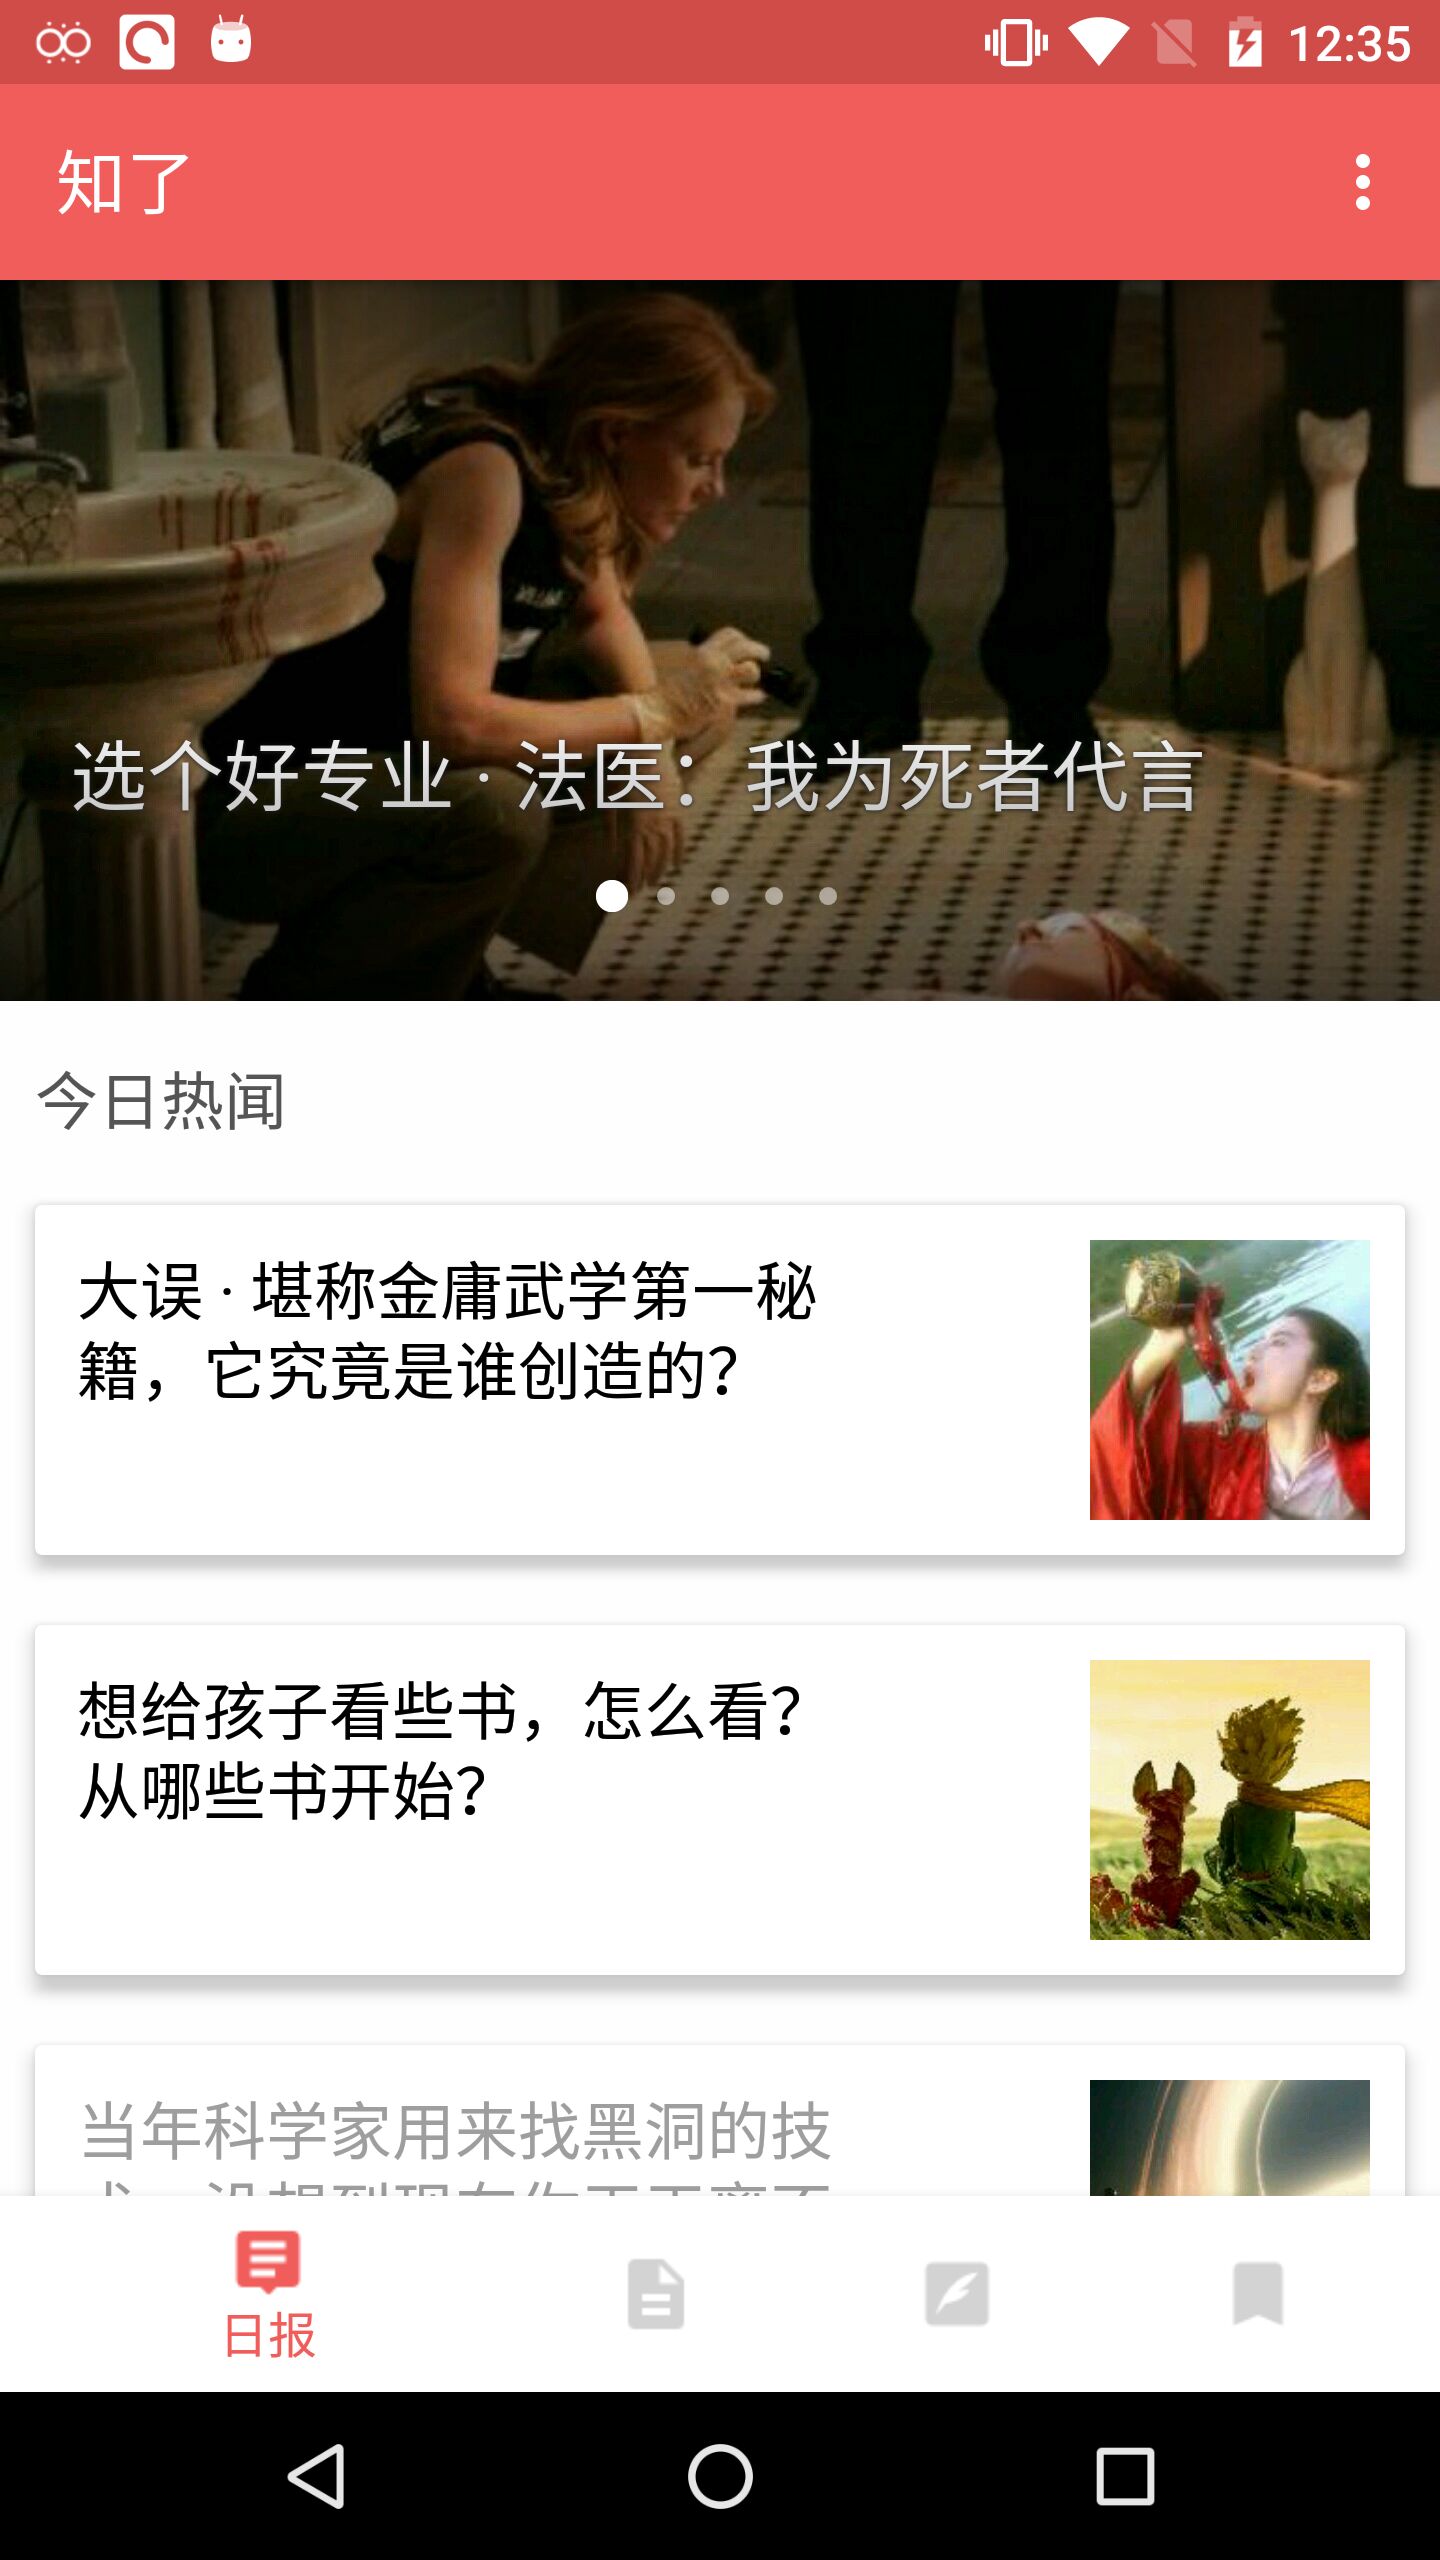 12:35
知了
选个好专业 · 法医：我为死者代言
今日热闻
大误 · 堪称金庸武学第一秘
籍，它究竟是谁创造的？
想给孩子看些书，怎么看？
从哪些书开始？
当年科学家用来找黑洞的技
日报